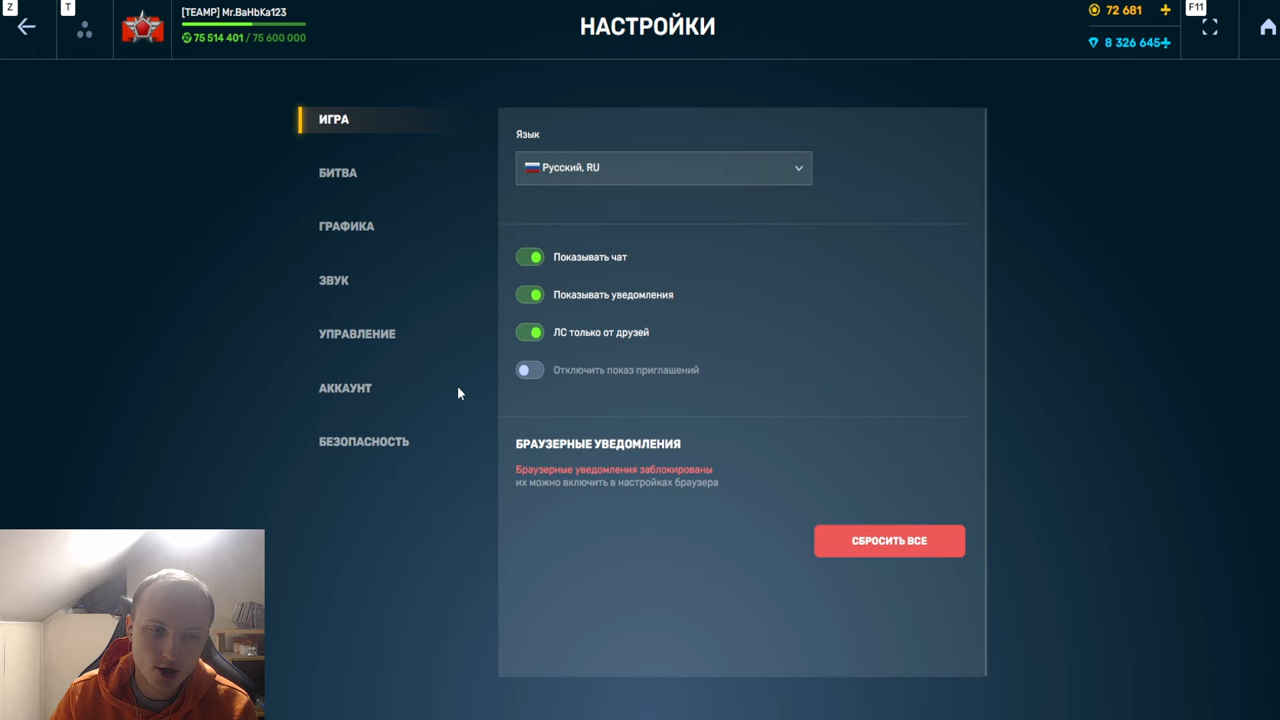 Z
T
[TEAMP] Mr.BaHbKa123
75 514 401 / 75 600 000
НАСТРОЙКИ
72 681 +
8 326 645+
F11
ИГРА
БИТВА
ГРАФИКА
ЗВУК
УПРАВЛЕНИЕ
АККАУНТ
БЕЗОПАСНОСТЬ
Язык
Русский, RU
Показывать чат
Показывать уведомления
ЛС только от друзей
Отключить показ приглашений
БРАУЗЕРНЫЕ УВЕДОМЛЕНИЯ
Браузерные уведомления заблокированы
их можно включить в настройках браузера
СБРОСИТЬ ВСЕ